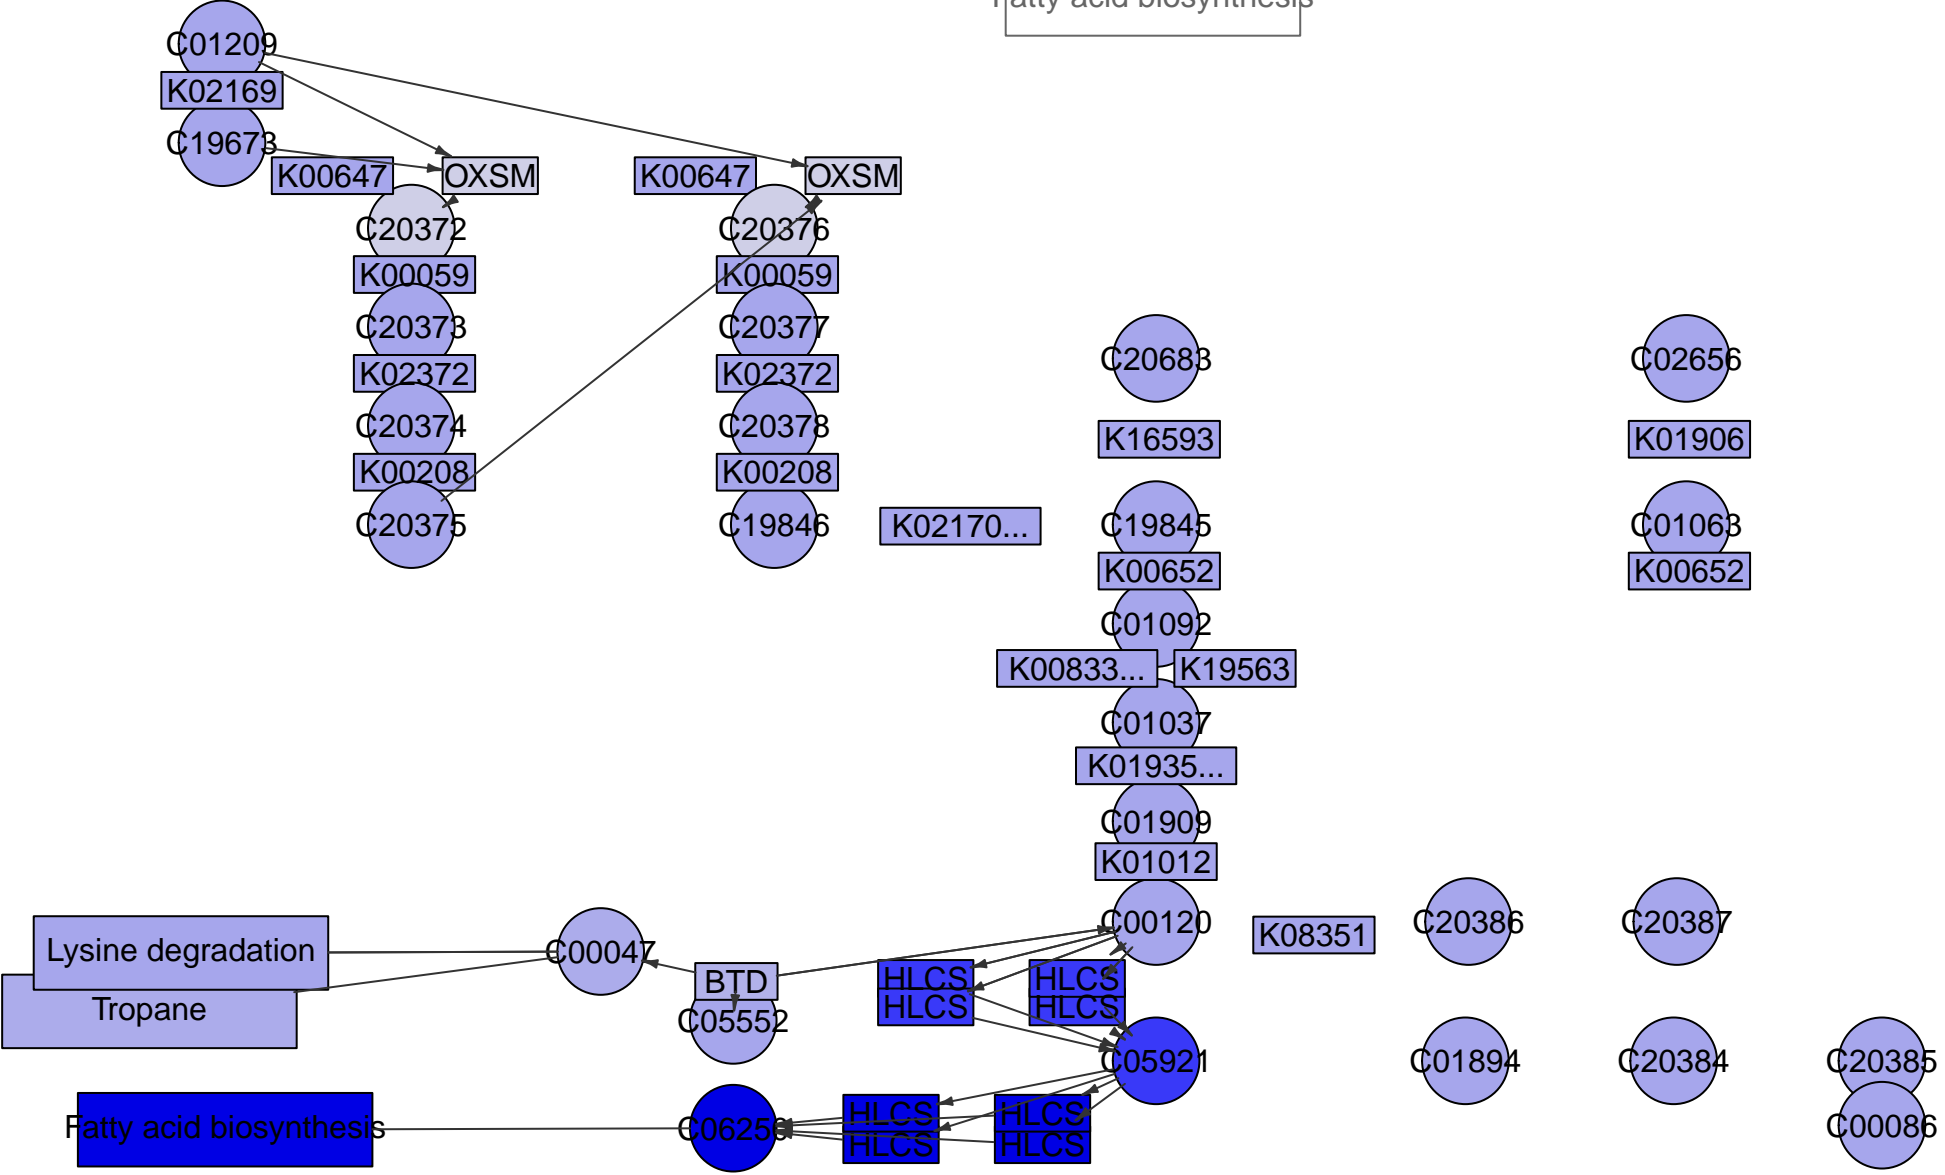 Fatty acid biosynthesis
C01209
K02169
C19673
K00647
OXSM
K00647
OXSM
C20372
C20376
K00059
K00059
C20373
C20377
C20683
C02656
K02372
K02372
C20374
C20378
K16593
K01906
K00208
K00208
C20375
C19846
K02170...
C19845
C01063
K00652
K00652
C01092
K00833...
K19563
C01037
K01935...
C01909
K01012
C00120
K08351
C20386
C20387
Lysine degradation
C00047
BTD
HLCS
HLCS
Tropane
C05552
HLCS
HLCS
C05921
C01894
C20384
C20385
Fatty acid biosynthesis
HLCS
HLCS
C00086
HLCS
HLCS